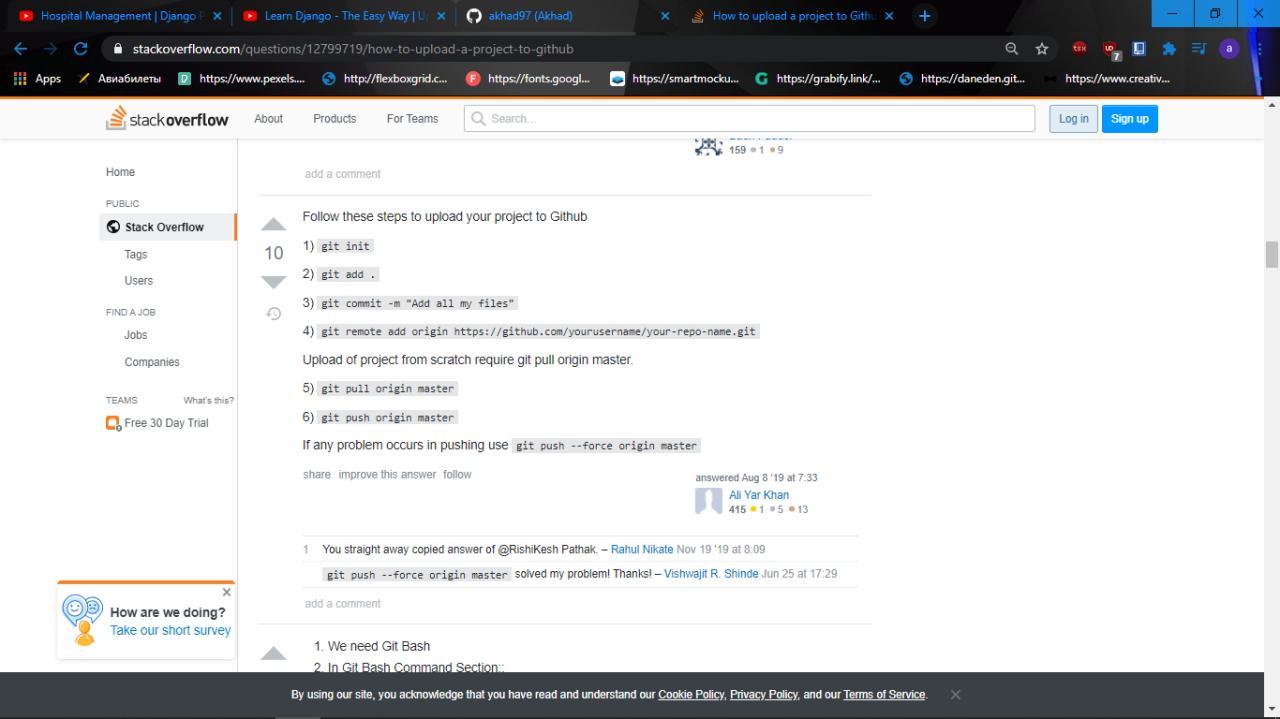 Hospital Management | Django P
Learn Django - The Easy Way | U
akhad97 (Akhad)
How to upload a project to Githu
stackoverflow.com/questions/12799719/how-to-upload-a-project-to-github
7
a
Apps
Авиабилеты
https://www.pexels....
http://flexboxgrid.c...
https://fonts.googl...
https://smartmocku...
https://grabify.link/...
https://daneden.git...
https://www.creativ...
stackoverflow
About
Products
For Teams
Search...
Log in
Sign up
Home
PUBLIC
Stack Overflow
Tags
Users
FIND A JOB
Jobs
Companies
TEAMS
What's this?
Free 30 Day Trial
159 1 9
add a comment
10
Follow these steps to upload your project to Github
1) git init
2) git add .
3) git commit -m "Add all my files"
4) git remote add origin https://github.com/yourusername/your-repo-name.git
Upload of project from scratch require git pull origin master.
5) git pull origin master
6) git push origin master
If any problem occurs in pushing use git push --force origin master
share improve this answer follow
answered Aug 8 '19 at 7:33
Ali Yar Khan
415 1 5 13
1 You straight away copied answer of @RishiKesh Pathak. – Rahul Nikate Nov 19 '19 at 8:09
git push --force origin master solved my problem! Thanks! – Vishwajit R. Shinde Jun 25 at 17:29
add a comment
1. We need Git Bash
2. In Git Bash Command Section::
How are we doing?
Take our short survey
By using our site, you acknowledge that you have read and understand our Cookie Policy, Privacy Policy, and our Terms of Service.